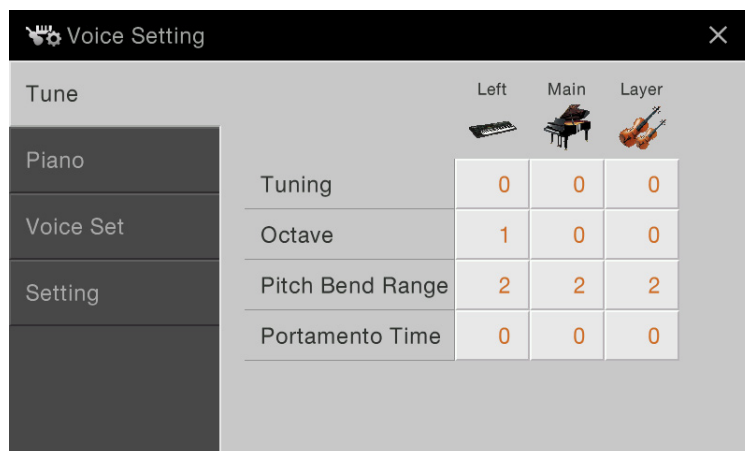 Voice Setting
Tune
Piano
Voice Set
Setting
Left Main Layer
Tuning 0 0 0
Octave 1 0 0
Pitch Bend Range 2 2 2
Portamento Time 0 0 0